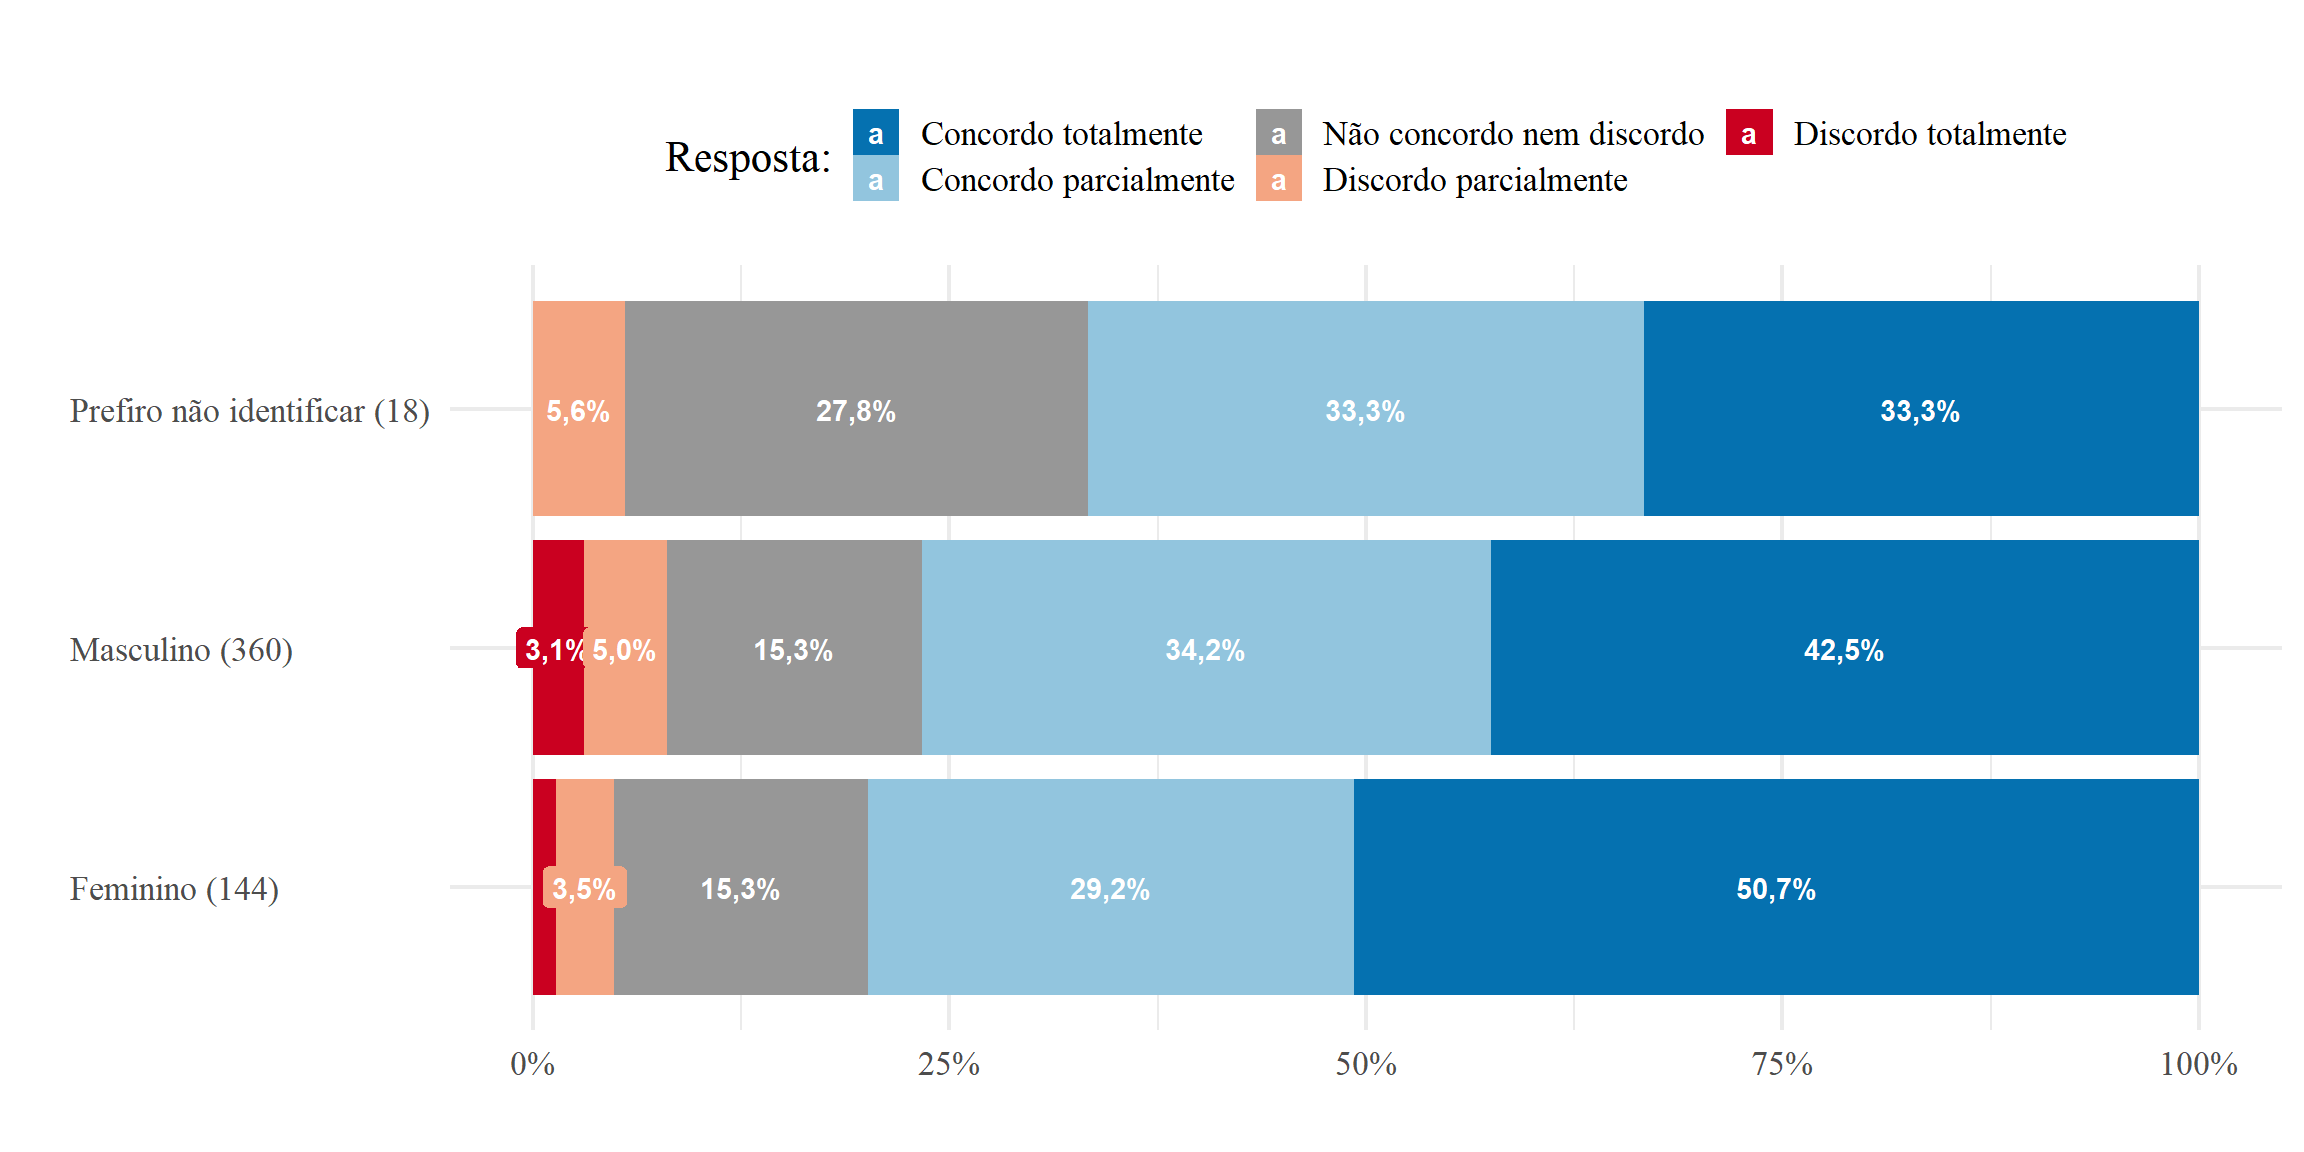 Resposta:
a Concordo totalmente a Não concordo nem discordo a Discordo totalmente
a Concordo parcialmente a Discordo parcialmente
Prefiro não identificar (18) 5,6% 27,8% 33,3% 33,3%
Masculino (360) 3,1% 5,0% 15,3% 34,2% 42,5%
Feminino (144) 3,5% 15,3% 29,2% 50,7%
0% 25% 50% 75% 100%